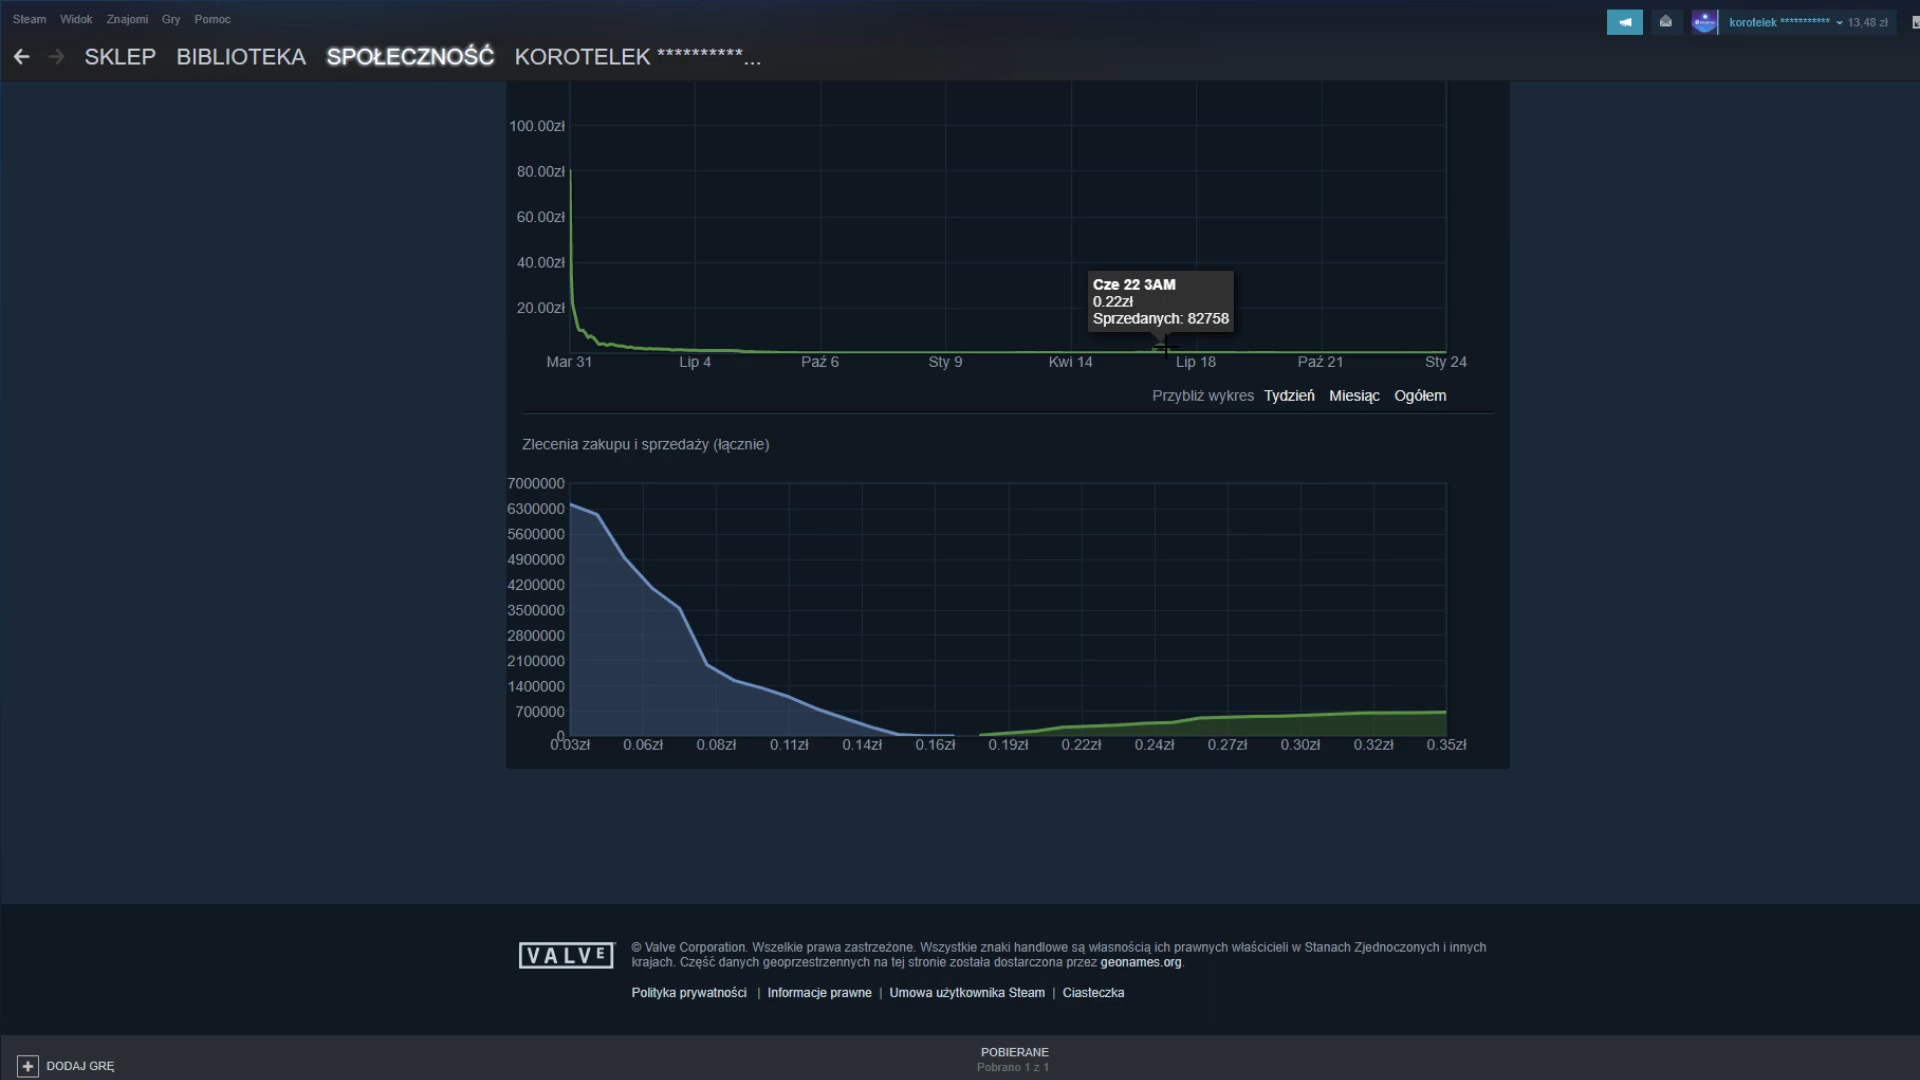 Steam Widok Znajomi Gry Pomoc
korotelek *********** 13,48 zł
SKLEP BIBLIOTEKA SPOŁECZNOŚĆ KOROTELEK **********...
100.00zł
80.00zł
60.00zł
40.00zł
20.00zł
Cze 22 3AM
0.22zł
Sprzedanych: 82758
Mar 31 Lip 4 Paź 6 Sty 9 Kwi 14 Lip 18 Paź 21 Sty 24
Przybliż wykres Tydzień Miesiąc Ogółem
Zlecenia zakupu i sprzedaży (łącznie)
7000000
6300000
5600000
4900000
4200000
3500000
2800000
2100000
1400000
700000
0
0.03zł 0.06zł 0.08zł 0.11zł 0.14zł 0.16zł 0.19zł 0.22zł 0.24zł 0.27zł 0.30zł 0.32zł 0.35zł
VALVE
© Valve Corporation. Wszelkie prawa zastrzeżone. Wszystkie znaki handlowe są własnością ich prawnych właścicieli w Stanach Zjednoczonych i innych
krajach. Część danych geoprzestrzennych na tej stronie została dostarczona przez geonames.org.
Polityka prywatności | Informacje prawne | Umowa użytkownika Steam | Ciasteczka
DODAJ GRĘ
POBIERANE
Pobrano 1 z 1